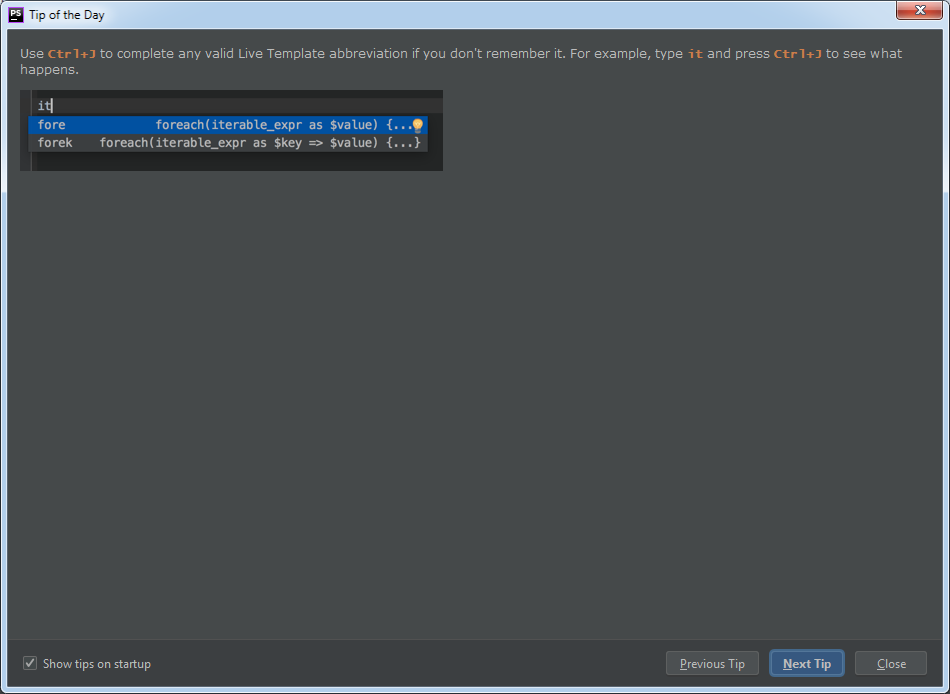 PS Tip of the Day
Use Ctrl+J to complete any valid Live Template abbreviation if you don't remember it. For example, type it and press Ctrl+J to see what
happens.
it
fore foreach(iterable_expr as $value) {...
forek foreach(iterable_expr as $key => $value) {...}
Show tips on startup
Previous Tip
Next Tip
Close